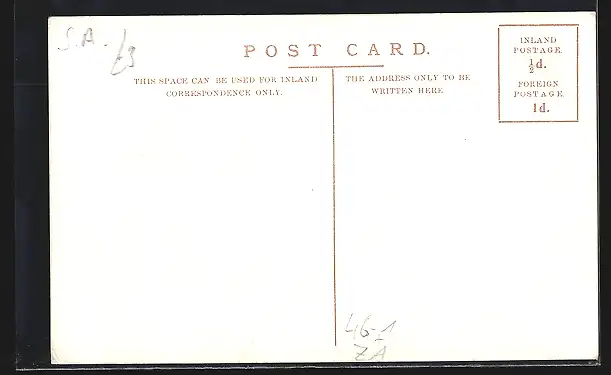 S.A. £3
POST CARD.
THIS SPACE CAN BE USED FOR INLAND
CORRESPONDENCE ONLY.
THE ADDRESS ONLY TO BE
WRITTEN HERE.
INLAND
POSTAGE.
½d.
FOREIGN
POSTAGE
1d.
46-1
ZA